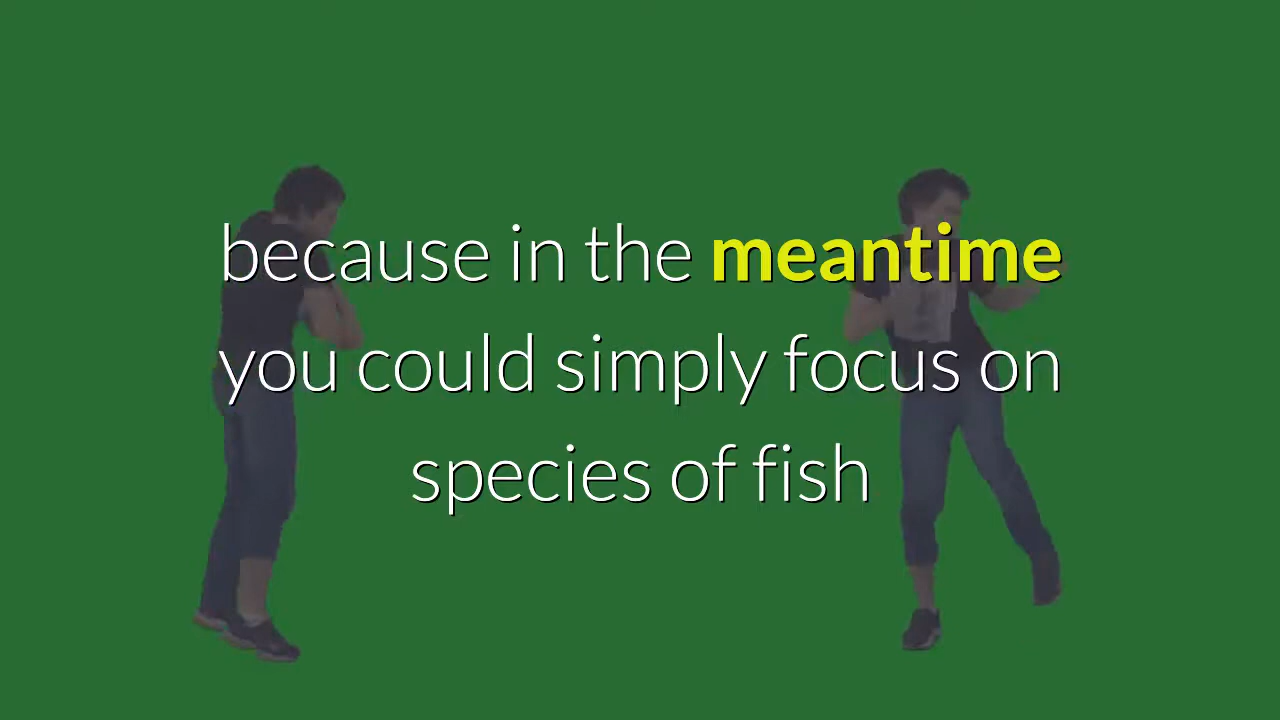 because in the meantime
you could simply focus on
species of fish